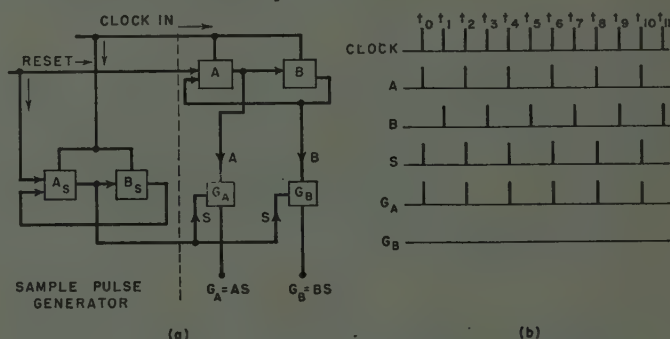 CLOCK IN
RESET
A
B
A
B
A_S
B_S
G_A
G_B
S
S
SAMPLE PULSE
GENERATOR
G_A=AS
G_B=BS
(a)
t_0 t_1 t_2 t_3 t_4 t_5 t_6 t_7 t_8 t_9 t_10 t_11
CLOCK
A
B
S
G_A
G_B
(b)